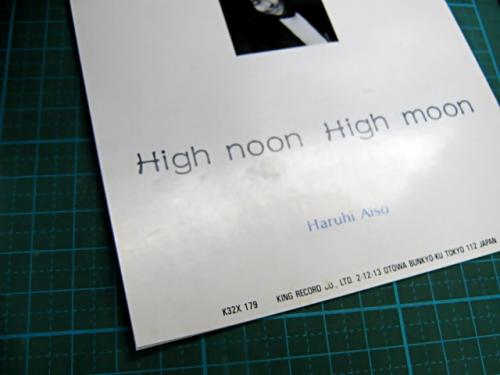 High noon High moon
Haruhi Aiso
K32X 179 KING RECORD CO., LTD. 2-12-13 OTOWA BUNKYO-KU TOKYO 112 JAPAN